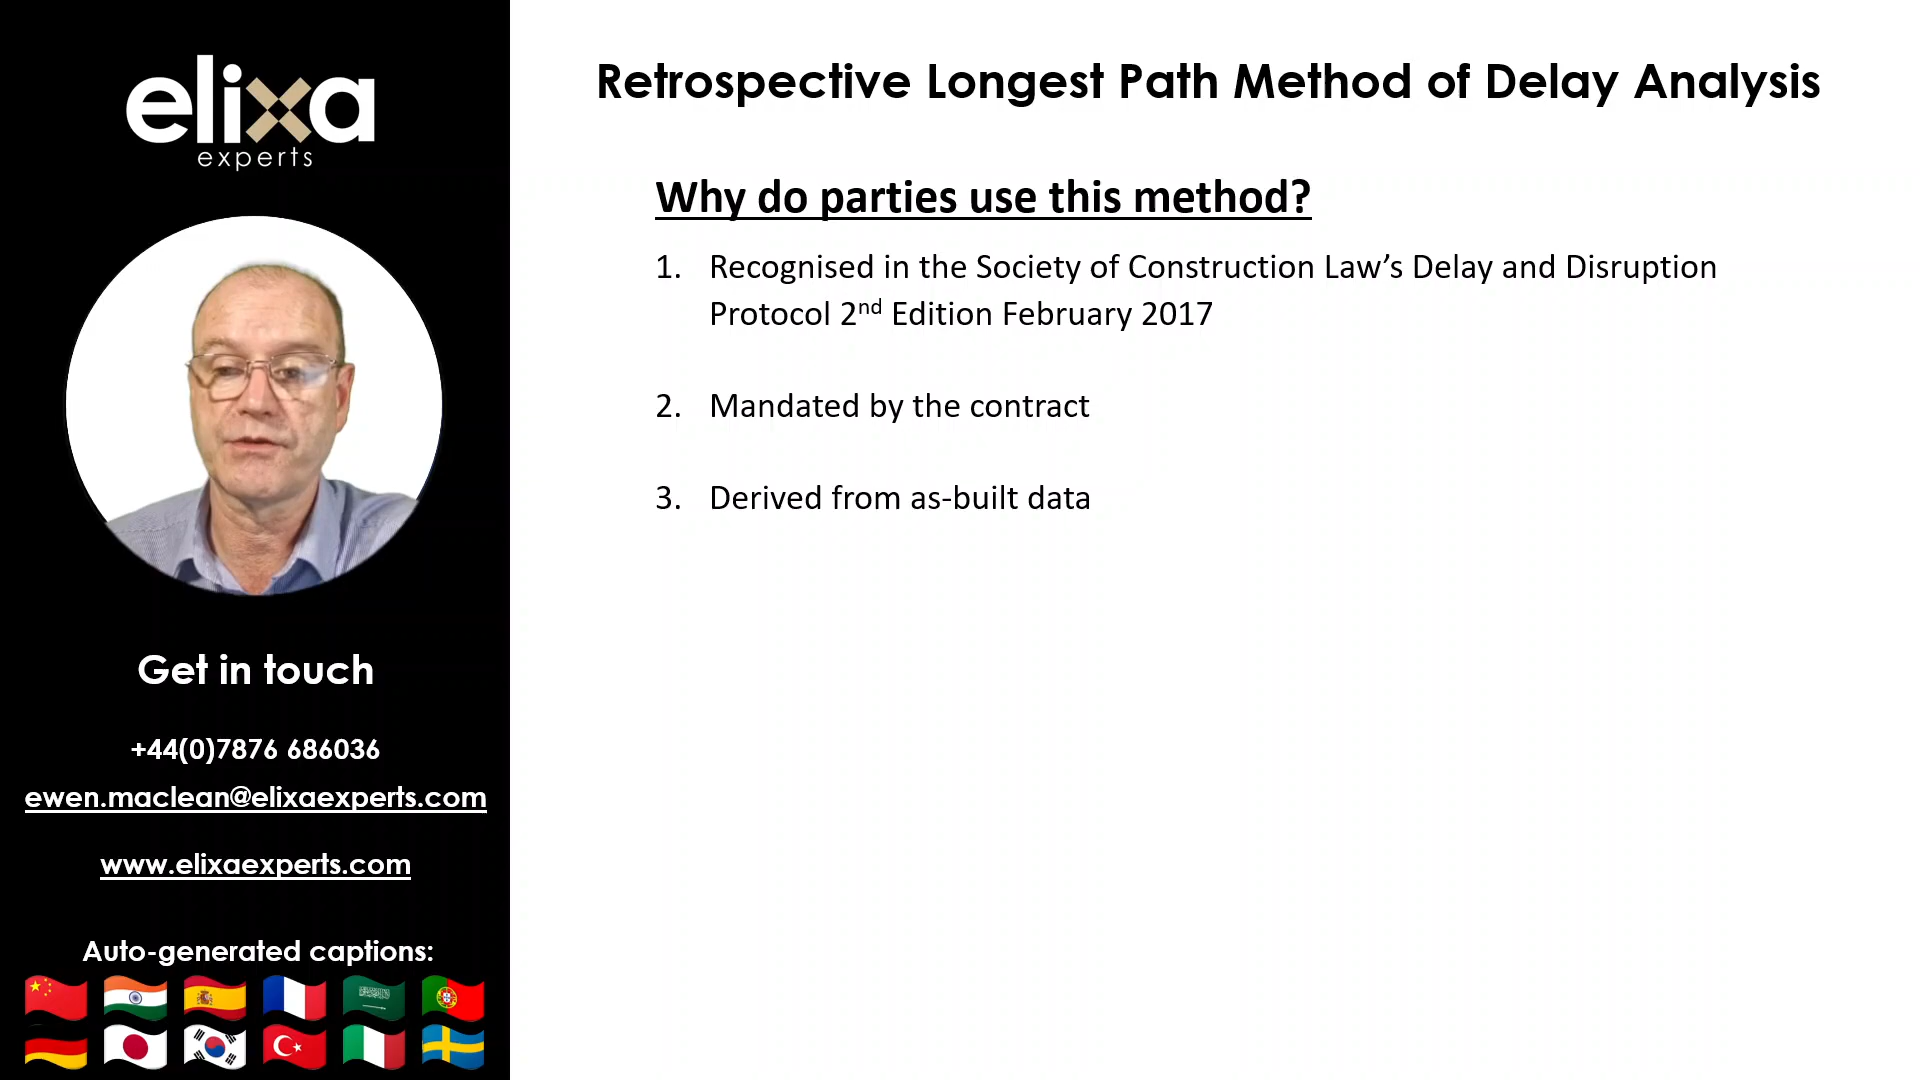 elixa
experts
Get in touch
+44(0)7876 686036
ewen.maclean@elixaexperts.com
www.elixaexperts.com
Auto-generated captions:
Retrospective Longest Path Method of Delay Analysis
Why do parties use this method?
1. Recognised in the Society of Construction Law’s Delay and Disruption
Protocol 2nd Edition February 2017
2. Mandated by the contract
3. Derived from as-built data